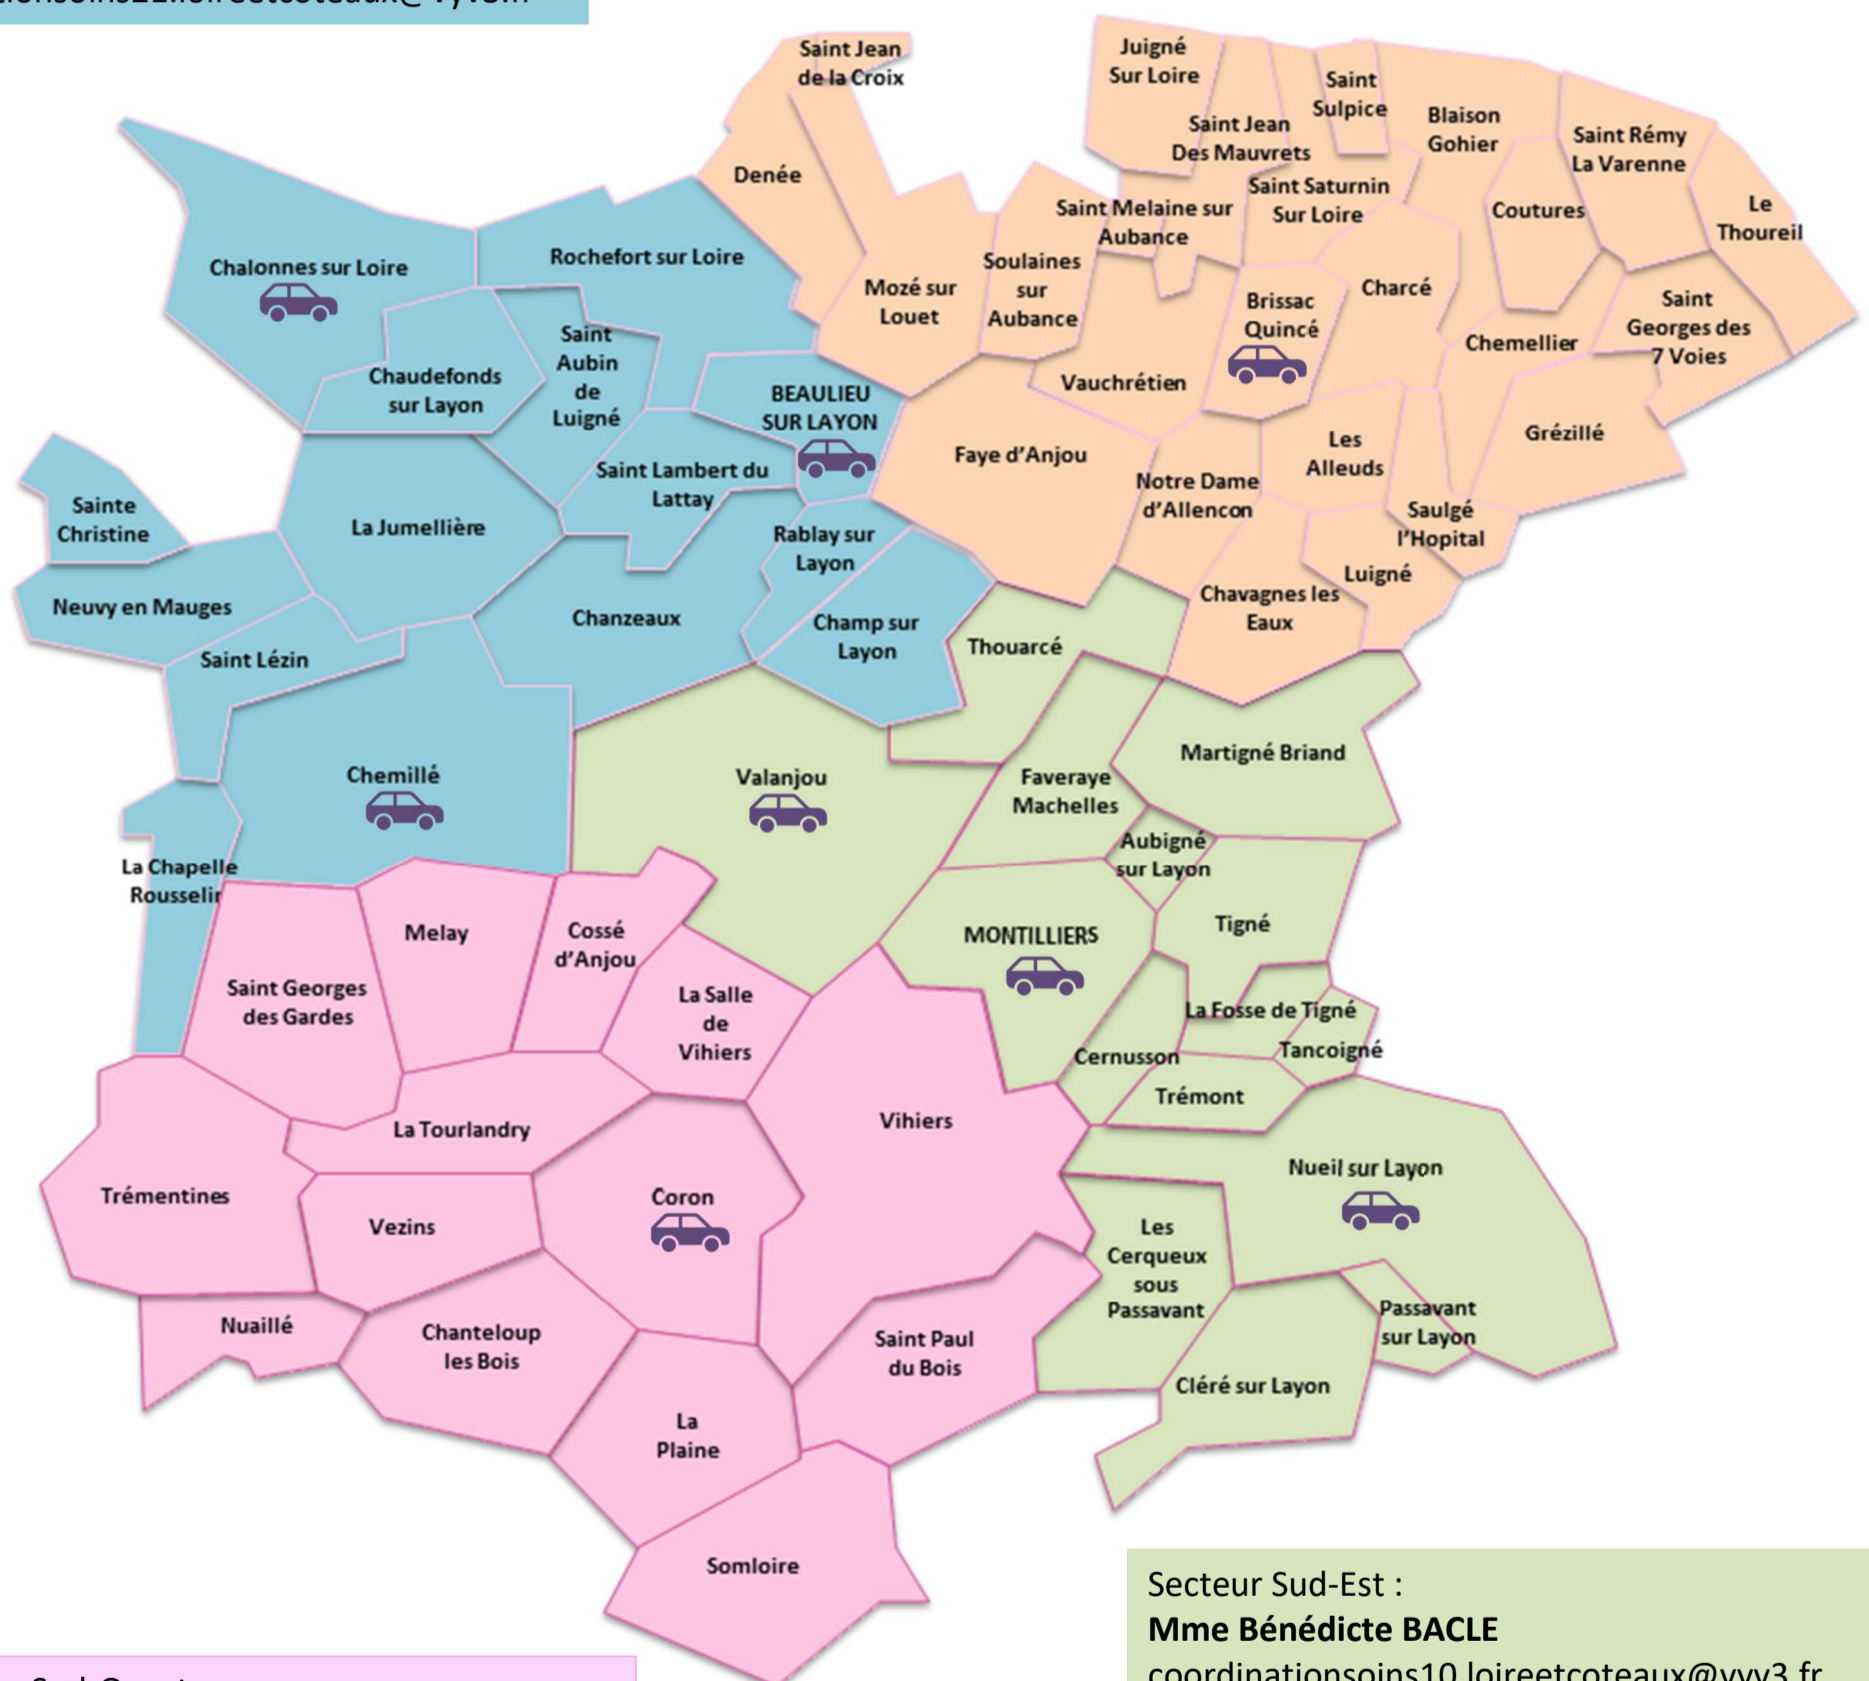 Saint Jean
de la Croix
Juigné
Sur Loire
Saint
Sulpice
Blaison
Gohier
Saint Rémy
La Varenne
Saint Jean
Des Mauvrets
Denée
Saint Saturnin
Sur Loire
Coutures
Le
Thoureil
Saint Melaine sur
Aubance
Rochefort sur Loire
Chalonnes sur Loire
Soulaines
sur
Aubance
Mozé sur
Louet
Brissac
Quincé
Charcé
Saint
Georges des
7 Voies
Chemellier
Saint
Aubin
de
Luigné
Chaudefonds
sur Layon
Vauchrétien
BEAULIEU
SUR LAYON
Grézillé
Faye d'Anjou
Les
Alleuds
Saint Lambert du
Lattay
Notre Dame
d'Allencon
Sainte
Christine
La Jumellière
Saulgé
l'Hopital
Rablay sur
Layon
Luigné
Neuvy en Mauges
Chavagnes les
Eaux
Chanzeaux
Champ sur
Layon
Thouarcé
Saint Lézin
Martigné Briand
Chemillé
Valanjou
Faveraye
Machelles
Aubigné
sur Layon
La Chapelle
Rousselin
Tigné
Melay
Cossé
d'Anjou
MONTILLIERS
Saint Georges
des Gardes
La Salle
de
Vihiers
La Fosse de Tigné
Cernusson
Tancoigné
Trémont
Vihiers
La Tourlandry
Nueil sur Layon
Trémentines
Vezins
Coron
Les
Cerqueux
sous
Passavant
Nuaillé
Chanteloup
les Bois
Saint Paul
du Bois
Passavant
sur Layon
Cléré sur Layon
La
Plaine
Somloire
Secteur Sud-Est :
Mme Bénédicte BACLE
coordinationsoins10.loireetcoteaux@vyv3.fr